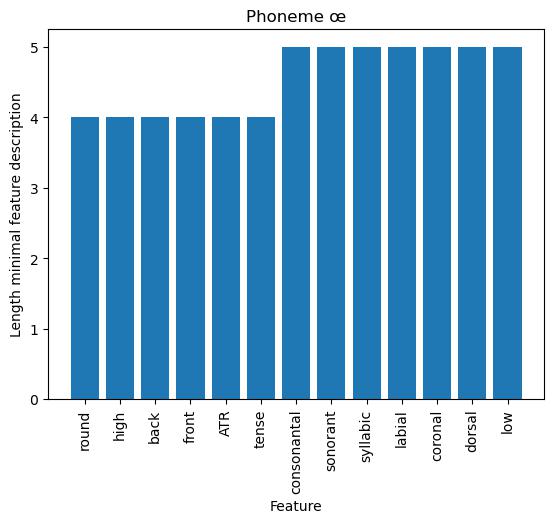 Phoneme œ
Length minimal feature description
5
4
3
2
1
0
round
high
back
front
ATR
tense
consonantal
sonorant
syllabic
labial
coronal
dorsal
low
Feature